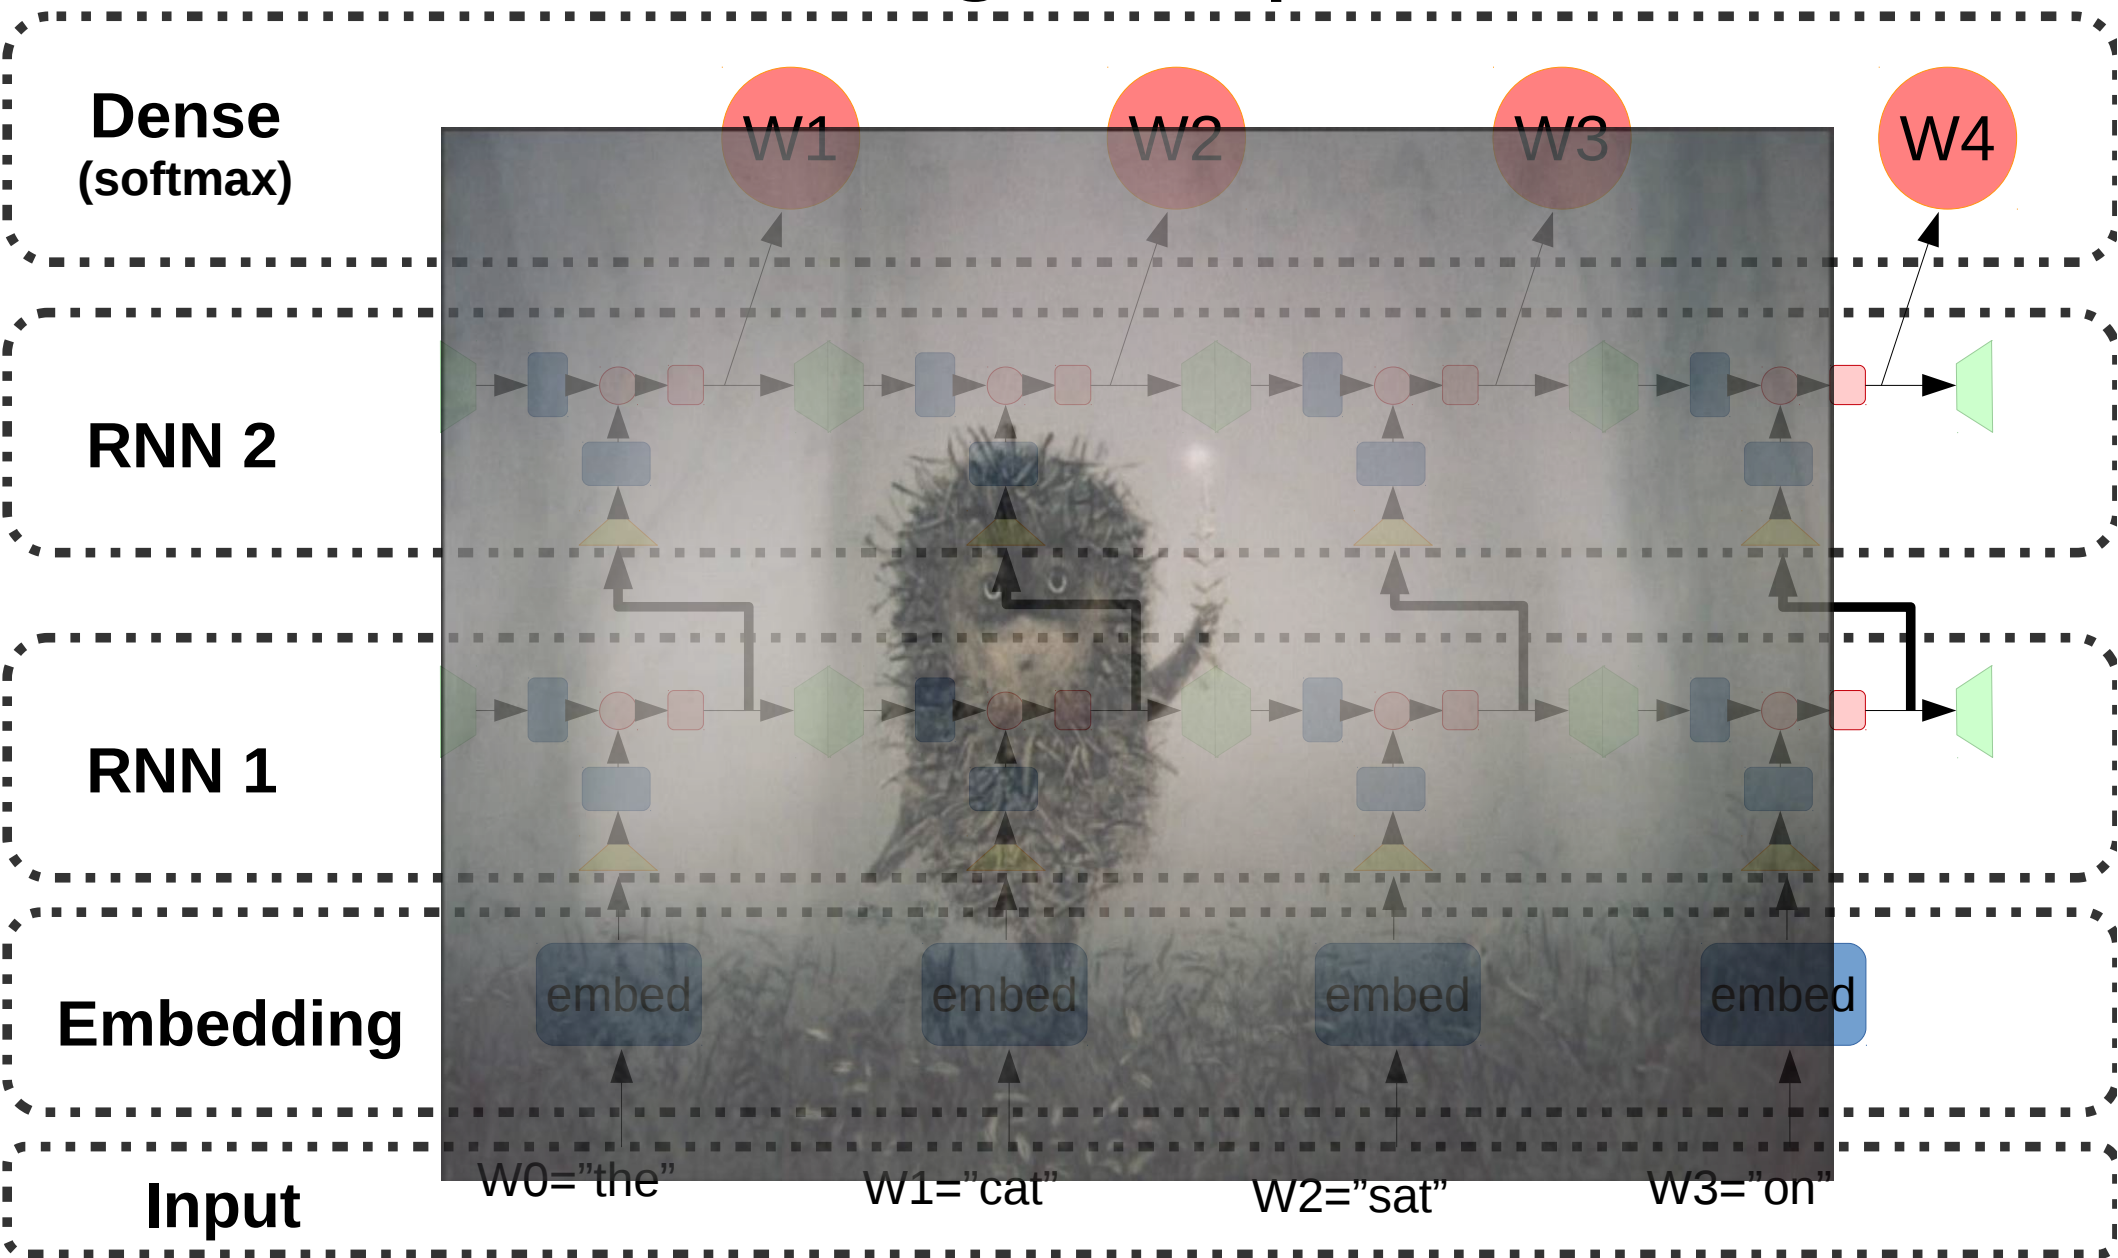 Dense
(softmax)
W1 W2 W3 W4
RNN 2
RNN 1
Embedding
embed embed embed embed
Input
W0=”the” W1=”cat” W2=”sat” W3=”on”